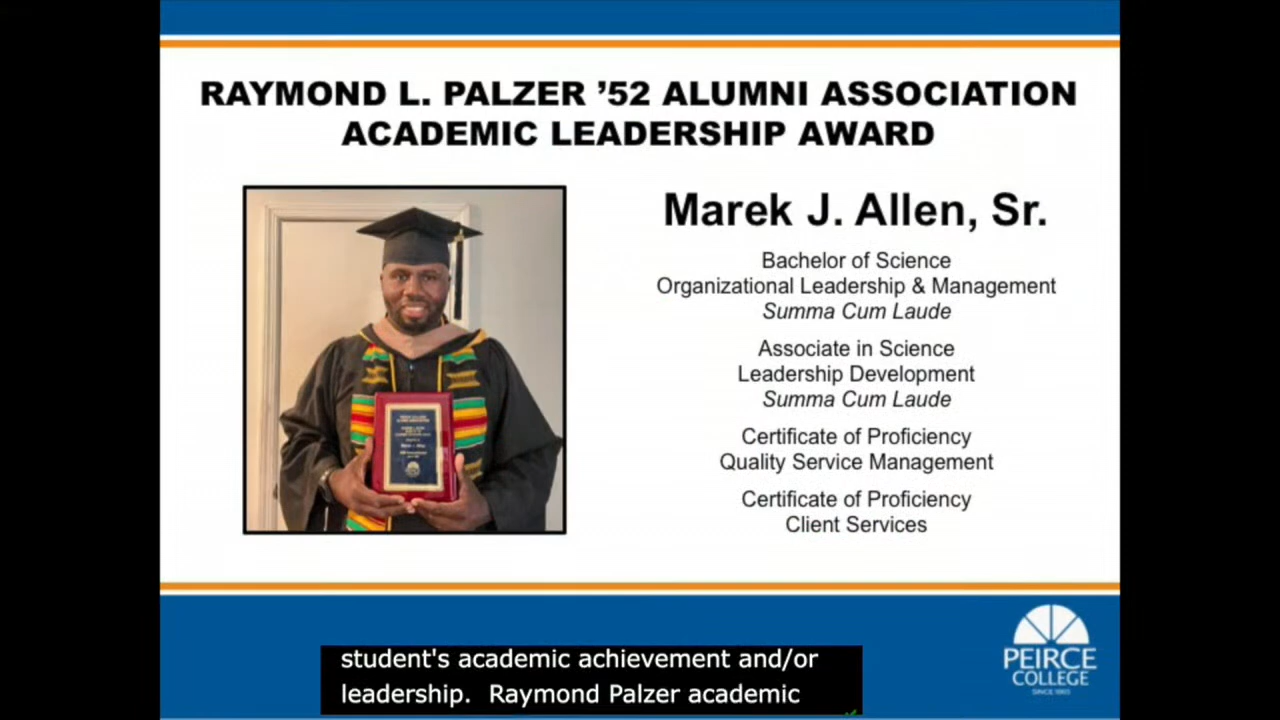 RAYMOND L. PALZER ’52 ALUMNI ASSOCIATION
ACADEMIC LEADERSHIP AWARD
Marek J. Allen, Sr.
Bachelor of Science
Organizational Leadership & Management
Summa Cum Laude
Associate in Science
Leadership Development
Summa Cum Laude
Certificate of Proficiency
Quality Service Management
Certificate of Proficiency
Client Services
PEIRCE
COLLEGE
SINCE 1865
student's academic achievement and/or
leadership.  Raymond Palzer academic